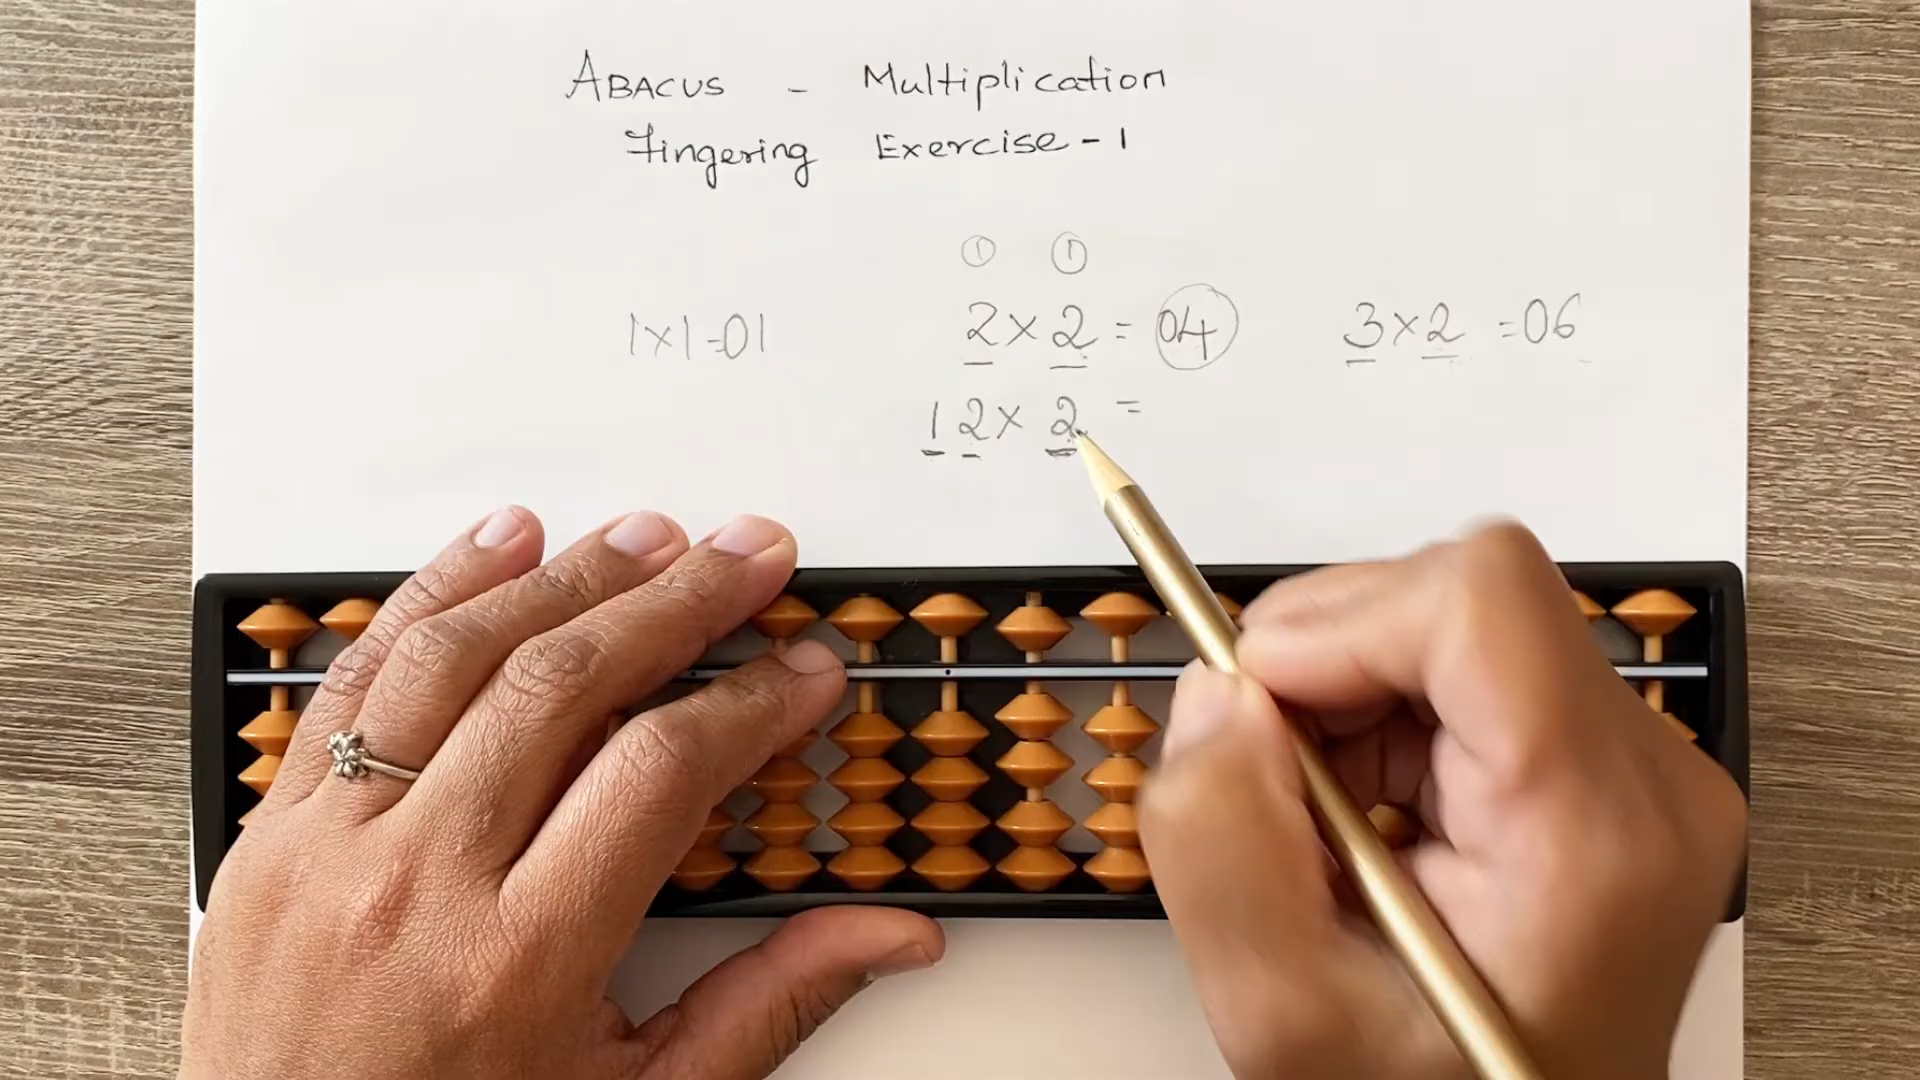 ABACUS - Multiplication
Fingering Exercise - 1
① ①
1×1=01 2×2=04 3×2=06
12×2=